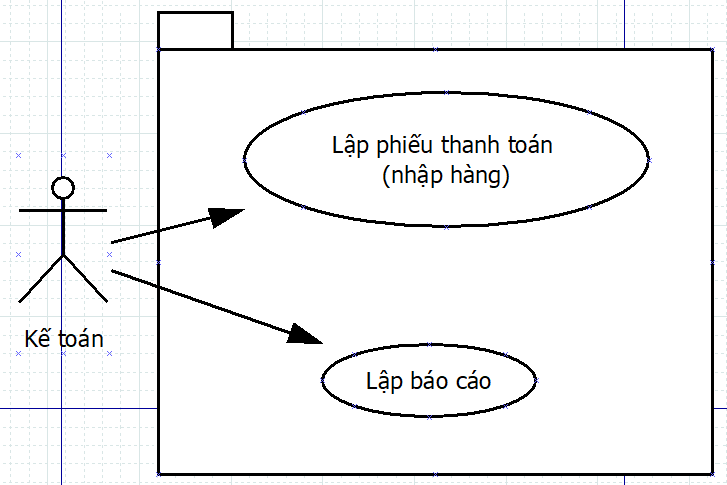 Lập phiếu thanh toán
(nhập hàng)
Kế toán
Lập báo cáo